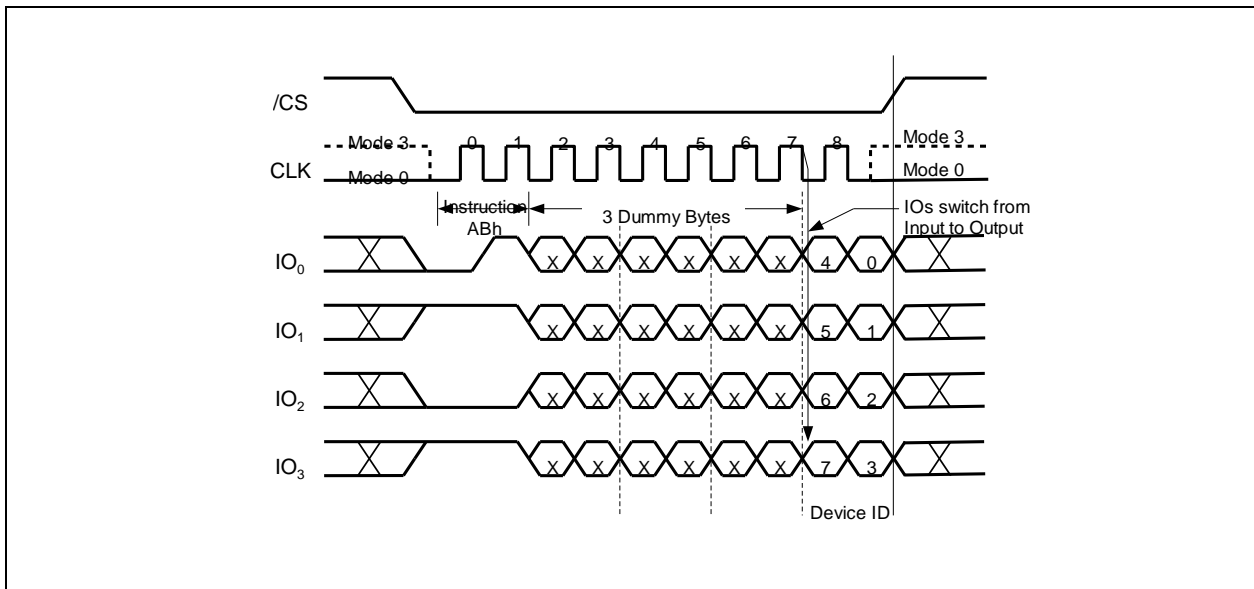 /CS
Mode 3 0 1 2 3 4 5 6 7 8 Mode 3
CLK
Mode 0 Mode 0
Instruction
ABh
3 Dummy Bytes
IOs switch from
Input to Output
IO0 X X X X X X 4 0
IO1 X X X X X X 5 1
IO2 X X X X X X 6 2
IO3 X X X X X X 7 3
Device ID